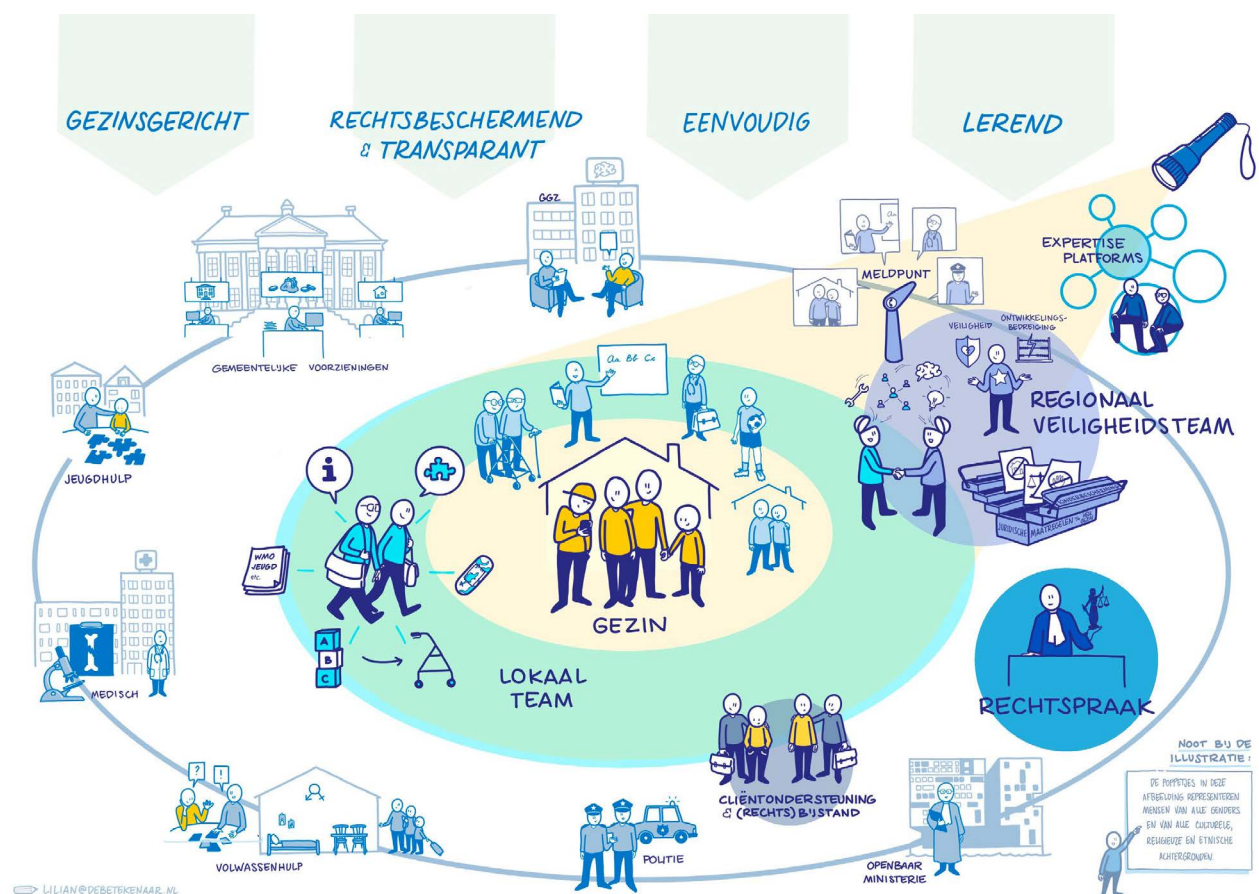 GEZINSGERICHT
RECHTSBESCHERMEND
& TRANSPARANT
EENVOUDIG
LEREND
GGZ
GEMEENTELIJKE VOORZIENINGEN
MELDPUNT
EXPERTISE
PLATFORMS
Aa
Aa Bb Cc
VEILIGHEID
ONTWIKKELINGS-
BEDREIGING
REGIONAAL
VEILIGHEIDSTEAM
JURIDISCHE MAATREGELEN
KINDERBESCHERMING
JEUGDHULP
i
WMO
JEUGD
etc.
A
B
C
GEZIN
LOKAAL
TEAM
MEDISCH
RECHTSPRAAK
CLIËNTONDERSTEUNING
& (RECHTS) BIJSTAND
? !
VOLWASSENHULP
POLITIE
OPENBAAR
MINISTERIE
NOOT BIJ DE
ILLUSTRATIE:
DE POPPETJES IN DEZE
AFBEELDING REPRESENTEREN
MENSEN VAN ALLE GENDERS
EN VAN ALLE CULTURELE,
RELIGIEUZE EN ETNISCHE
ACHTERGRONDEN.
LILIAN@DEBETEKENAAR.NL